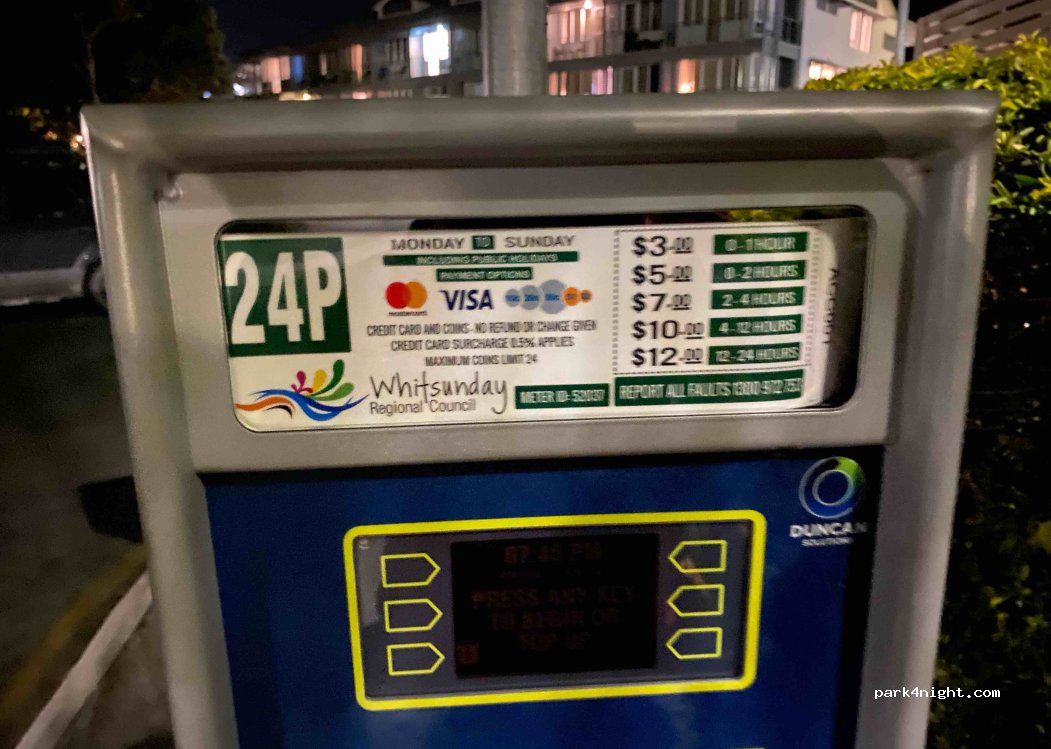 24P
MONDAY TO SUNDAY
INCLUDING PUBLIC HOLIDAYS
PAYMENT OPTIONS
mastercard VISA
CREDIT CARD AND COINS - NO REFUND OR CHANGE GIVEN
CREDIT CARD SURCHARGE 0.5% APPLIES
MAXIMUM COINS LIMIT 24
$3.00 0-1 HOUR
$5.00 0-2 HOURS
$7.00 2-4 HOURS
$10.00 4-12 HOURS
$12.00 12-24 HOURS
Whitsunday
Regional Council
METER ID-52037
REPORT ALL FAULTS 1300 972 753
DUNCAN
SOLUTIONS
PM
PRESS ANY KEY
TO BEGIN OR
TOP UP
park4night.com